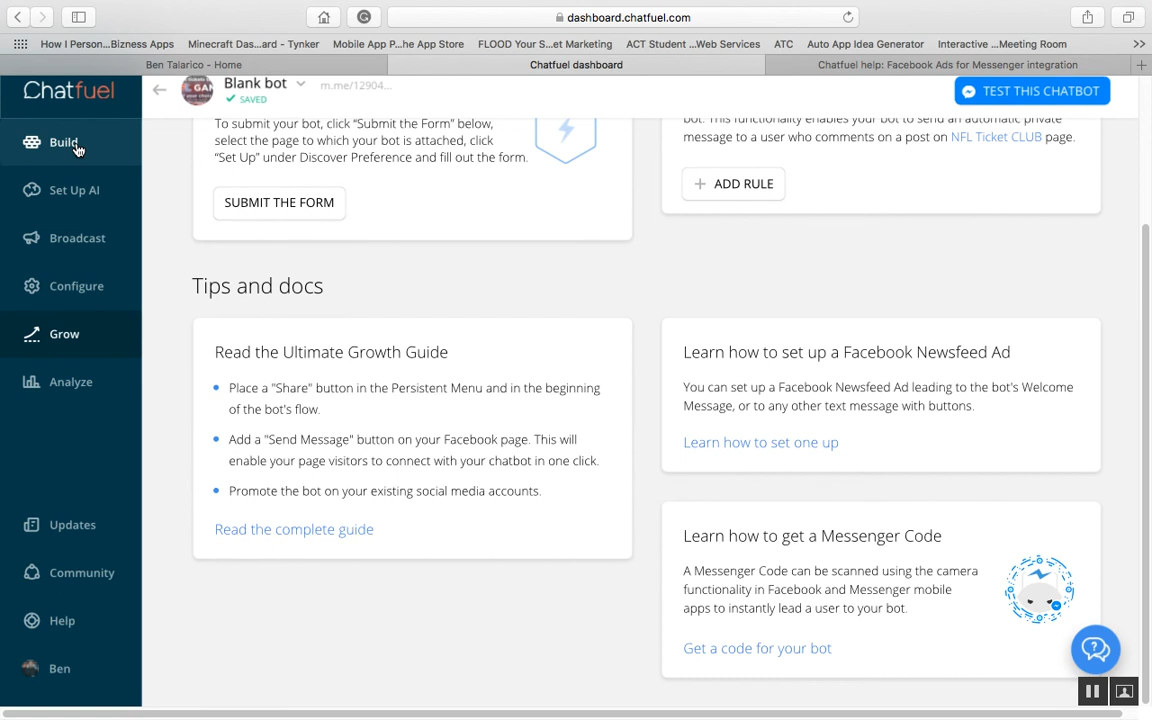 dashboard.chatfuel.com
How I Person...Bizness Apps Minecraft Das...ard - Tynker Mobile App P...he App Store FLOOD Your S...et Marketing ACT Student ...Web Services ATC Auto App Idea Generator Interactive ...Meeting Room >>
Ben Talarico - Home Chatfuel dashboard Chatfuel help: Facebook Ads for Messenger integration +
Chatfuel
Blank bot
SAVED
m.me/12904...
TEST THIS CHATBOT
Build
Set Up AI
Broadcast
Configure
Grow
Analyze
Updates
Community
Help
Ben
To submit your bot, click "Submit the Form" below,
select the page to which your bot is attached, click
"Set Up" under Discover Preference and fill out the form.
SUBMIT THE FORM
bot. This functionality enables your bot to send an automatic private
message to a user who comments on a post on NFL Ticket CLUB page.
+ ADD RULE
Tips and docs
Read the Ultimate Growth Guide
Place a "Share" button in the Persistent Menu and in the beginning
of the bot's flow.
Add a "Send Message" button on your Facebook page. This will
enable your page visitors to connect with your chatbot in one click.
Promote the bot on your existing social media accounts.
Read the complete guide
Learn how to set up a Facebook Newsfeed Ad
You can set up a Facebook Newsfeed Ad leading to the bot's Welcome
Message, or to any other text message with buttons.
Learn how to set one up
Learn how to get a Messenger Code
A Messenger Code can be scanned using the camera
functionality in Facebook and Messenger mobile
apps to instantly lead a user to your bot.
Get a code for your bot